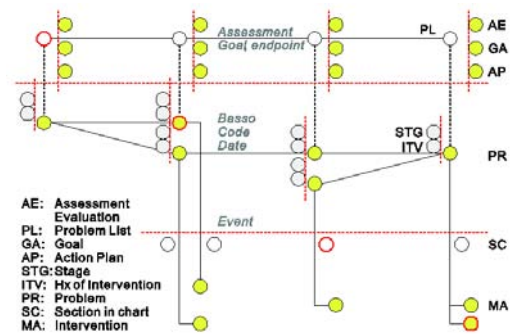 Assessment
PL
AE
Goal, endpoint
GA
AP
Basso
Code
Date
STG
ITV
PR
AE: Assessment
Evaluation
PL: Problem List
GA: Goal
AP: Action Plan
STG:Stage
ITV: Hx of Intervention
PR: Problem
SC: Section in chart
MA: Intervention
Event
SC
MA